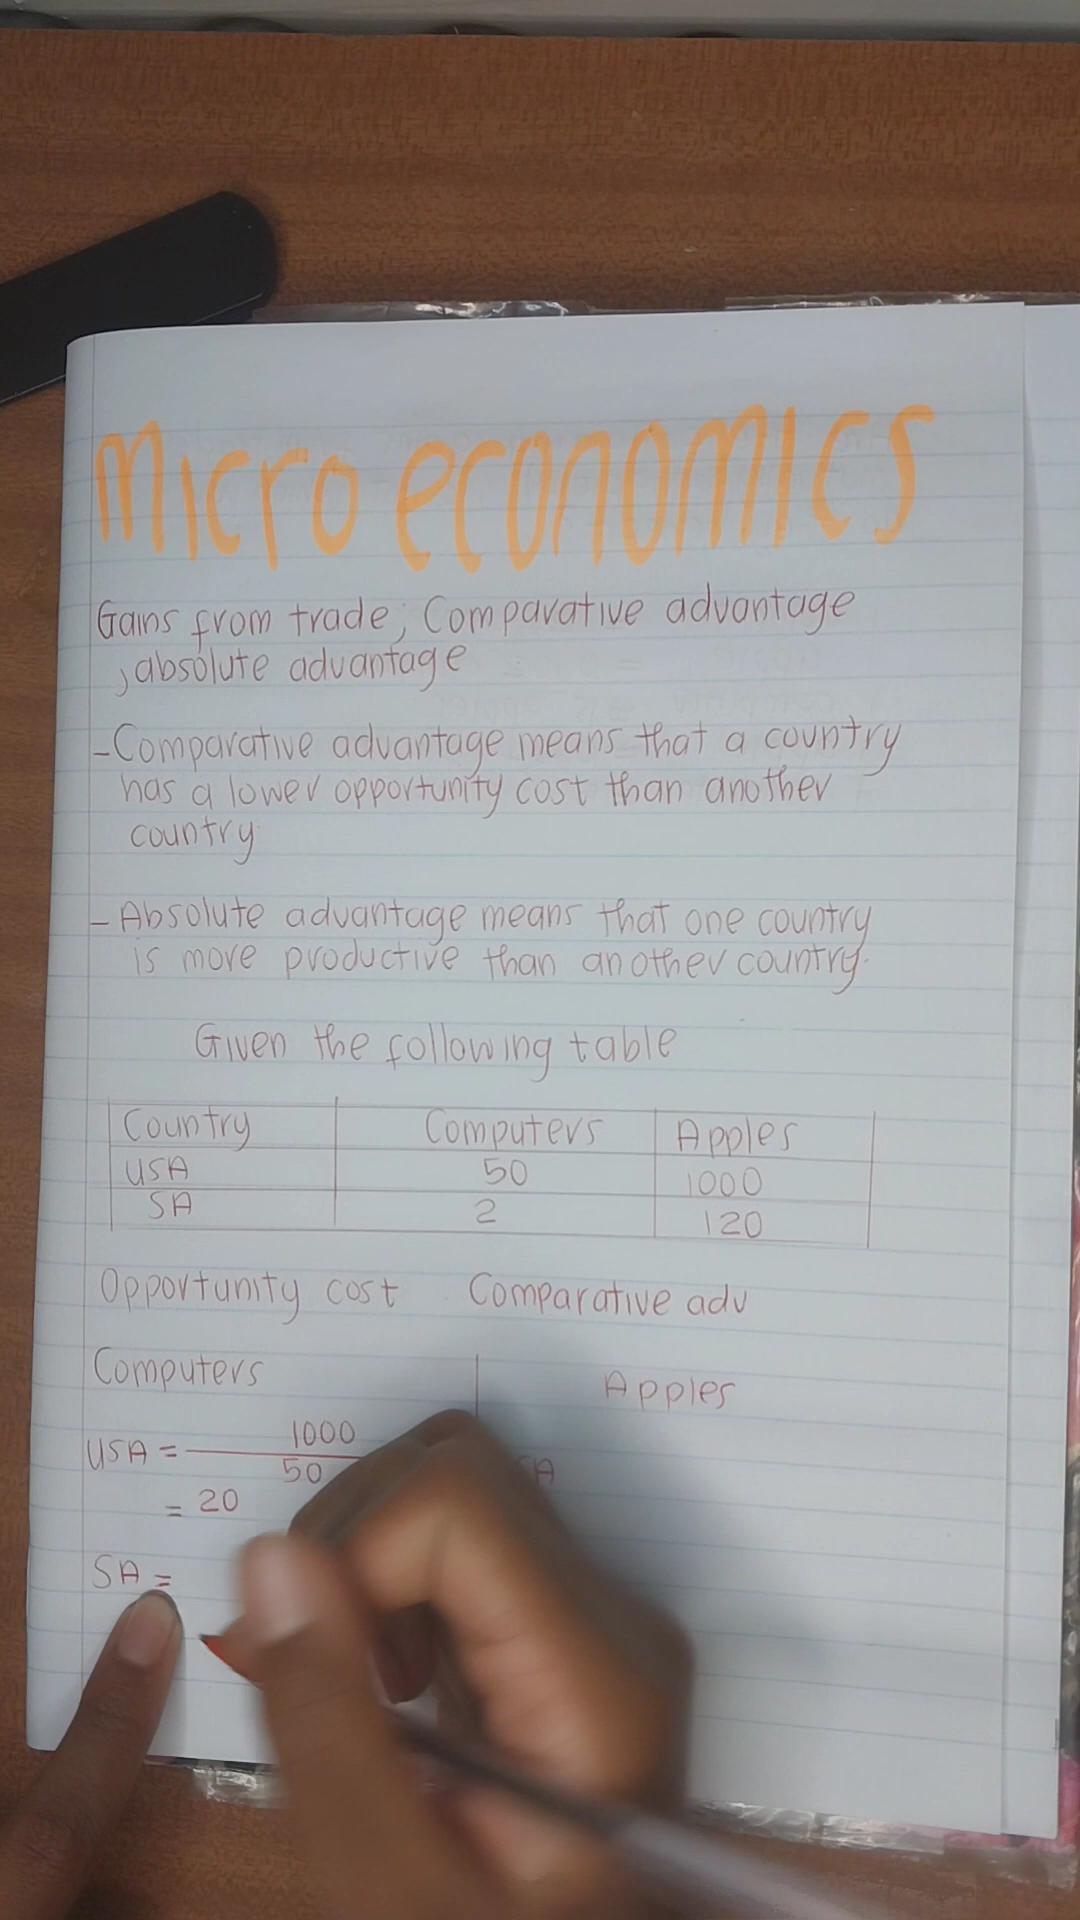 Microeconomics
Gains from trade, Comparative advantage
, absolute advantage
- Comparative advantage means that a country
has a lower opportunity cost than another
country
- Absolute advantage means that one country
is more productive than another country.
Given the following table
Country Computers Apples
USA 50 1000
SA 2 120
Opportunity cost Comparative adv
Computers Apples
USA = 1000
50
= 20
SA =